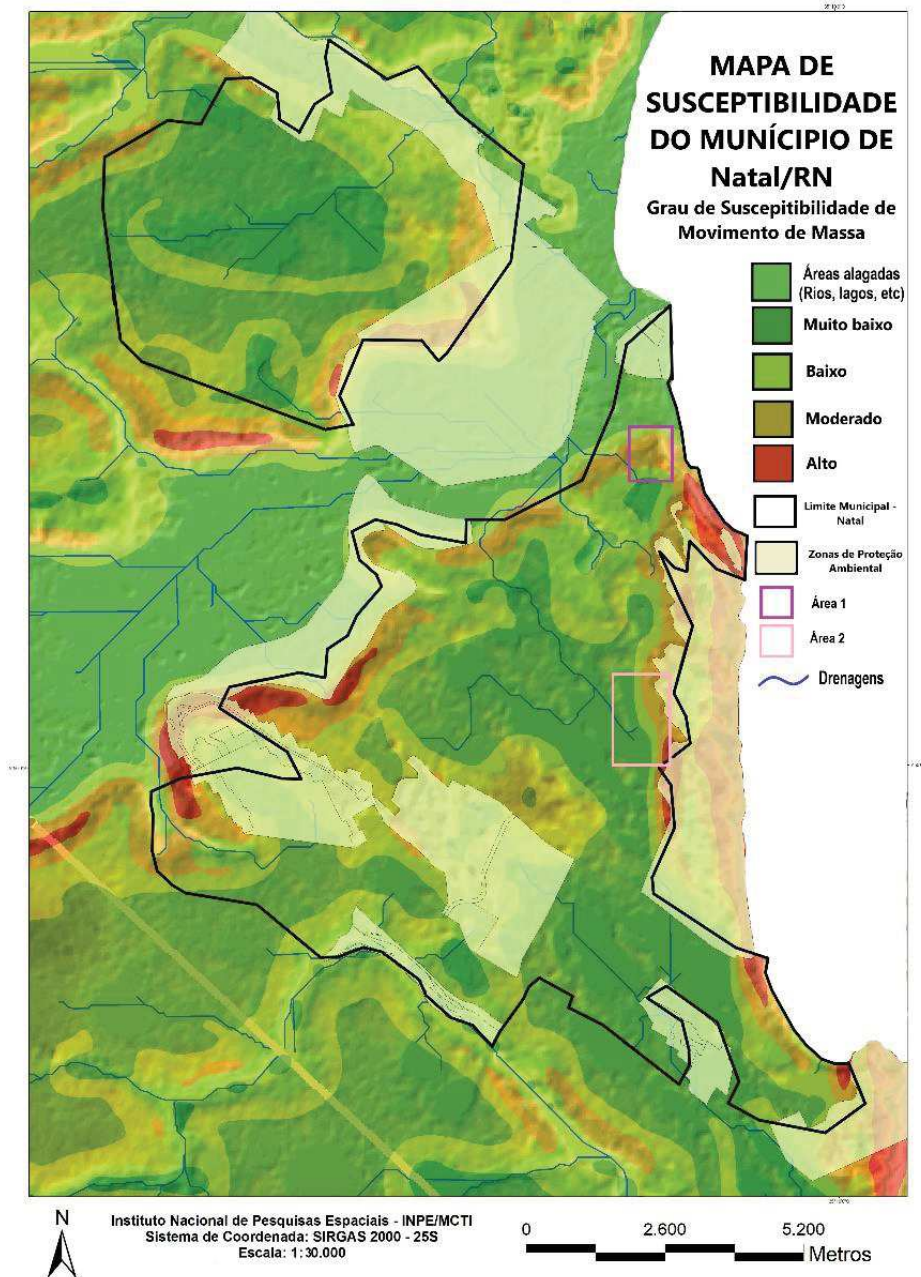 MAPA DE
SUSCEPTIBILIDADE
DO MUNÍCIPIO DE
Natal/RN
Grau de Suscepitibilidade de
Movimento de Massa
Áreas alagadas
(Rios, lagos, etc)
Muito baixo
Baixo
Moderado
Alto
Limite Municipal -
Natal
Zonas de Proteção
Ambiental
Área 1
Área 2
Drenagens
N
Instituto Nacional de Pesquisas Espaciais - INPE/MCTI
Sistema de Coordenada: SIRGAS 2000 - 25S
Escala: 1:30.000
0 2.600 5.200
Metros